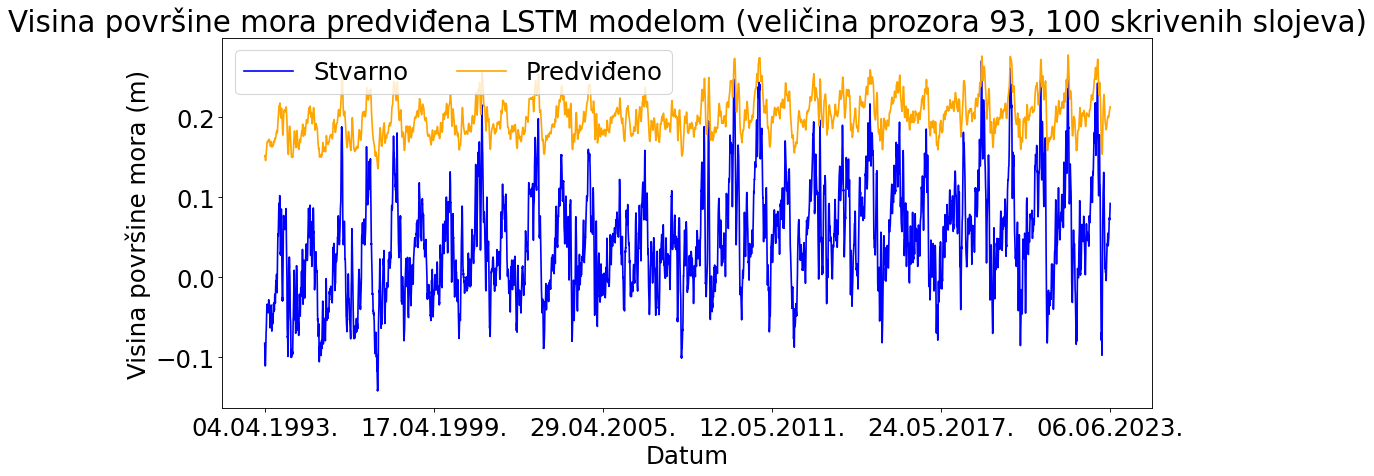 Visina površine mora predviđena LSTM modelom (veličina prozora 93, 100 skrivenih slojeva)
Stvarno Predviđeno
Visina površine mora (m)
0.2
0.1
0.0
−0.1
04.04.1993. 17.04.1999. 29.04.2005. 12.05.2011. 24.05.2017. 06.06.2023.
Datum